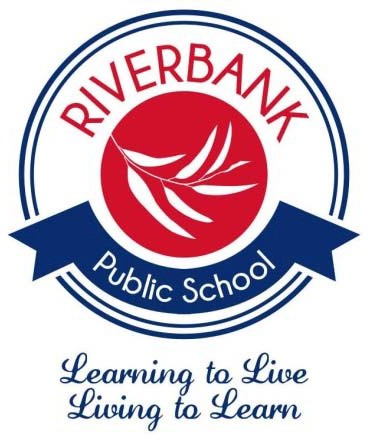 RIVERBANK
Public School
Learning to Live
Living to Learn